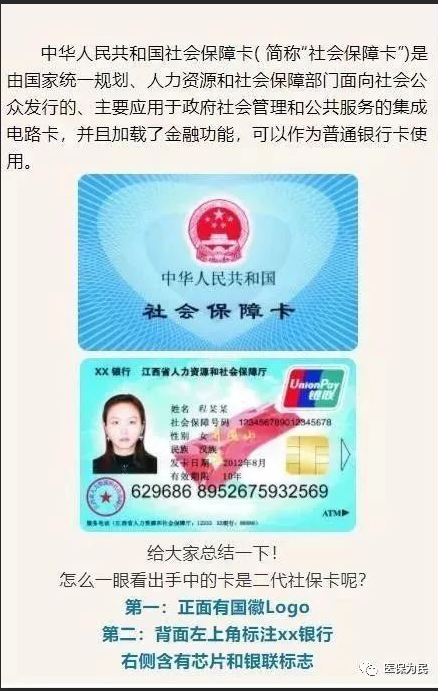 中华人民共和国社会保障卡( 简称“社会保障卡”)是
由国家统一规划、人力资源和社会保障部门面向社会公
众发行的、主要应用于政府社会管理和公共服务的集成
电路卡，并且加载了金融功能，可以作为普通银行卡使
用。
中华人民共和国
社会保障卡
XX 银行 江西省人力资源和社会保障厅
UnionPay
银联
姓名 程某某
社会保障号码 123456789012345678
性别 女
民族 汉族
发卡日期 2012年8月
有效期限 10年
629686 8952675932569
ATM▶
给大家总结一下！
怎么一眼看出手中的卡是二代社保卡呢？
第一：正面有国徽Logo
第二：背面左上角标注xx银行
右侧含有芯片和银联标志
医保为民